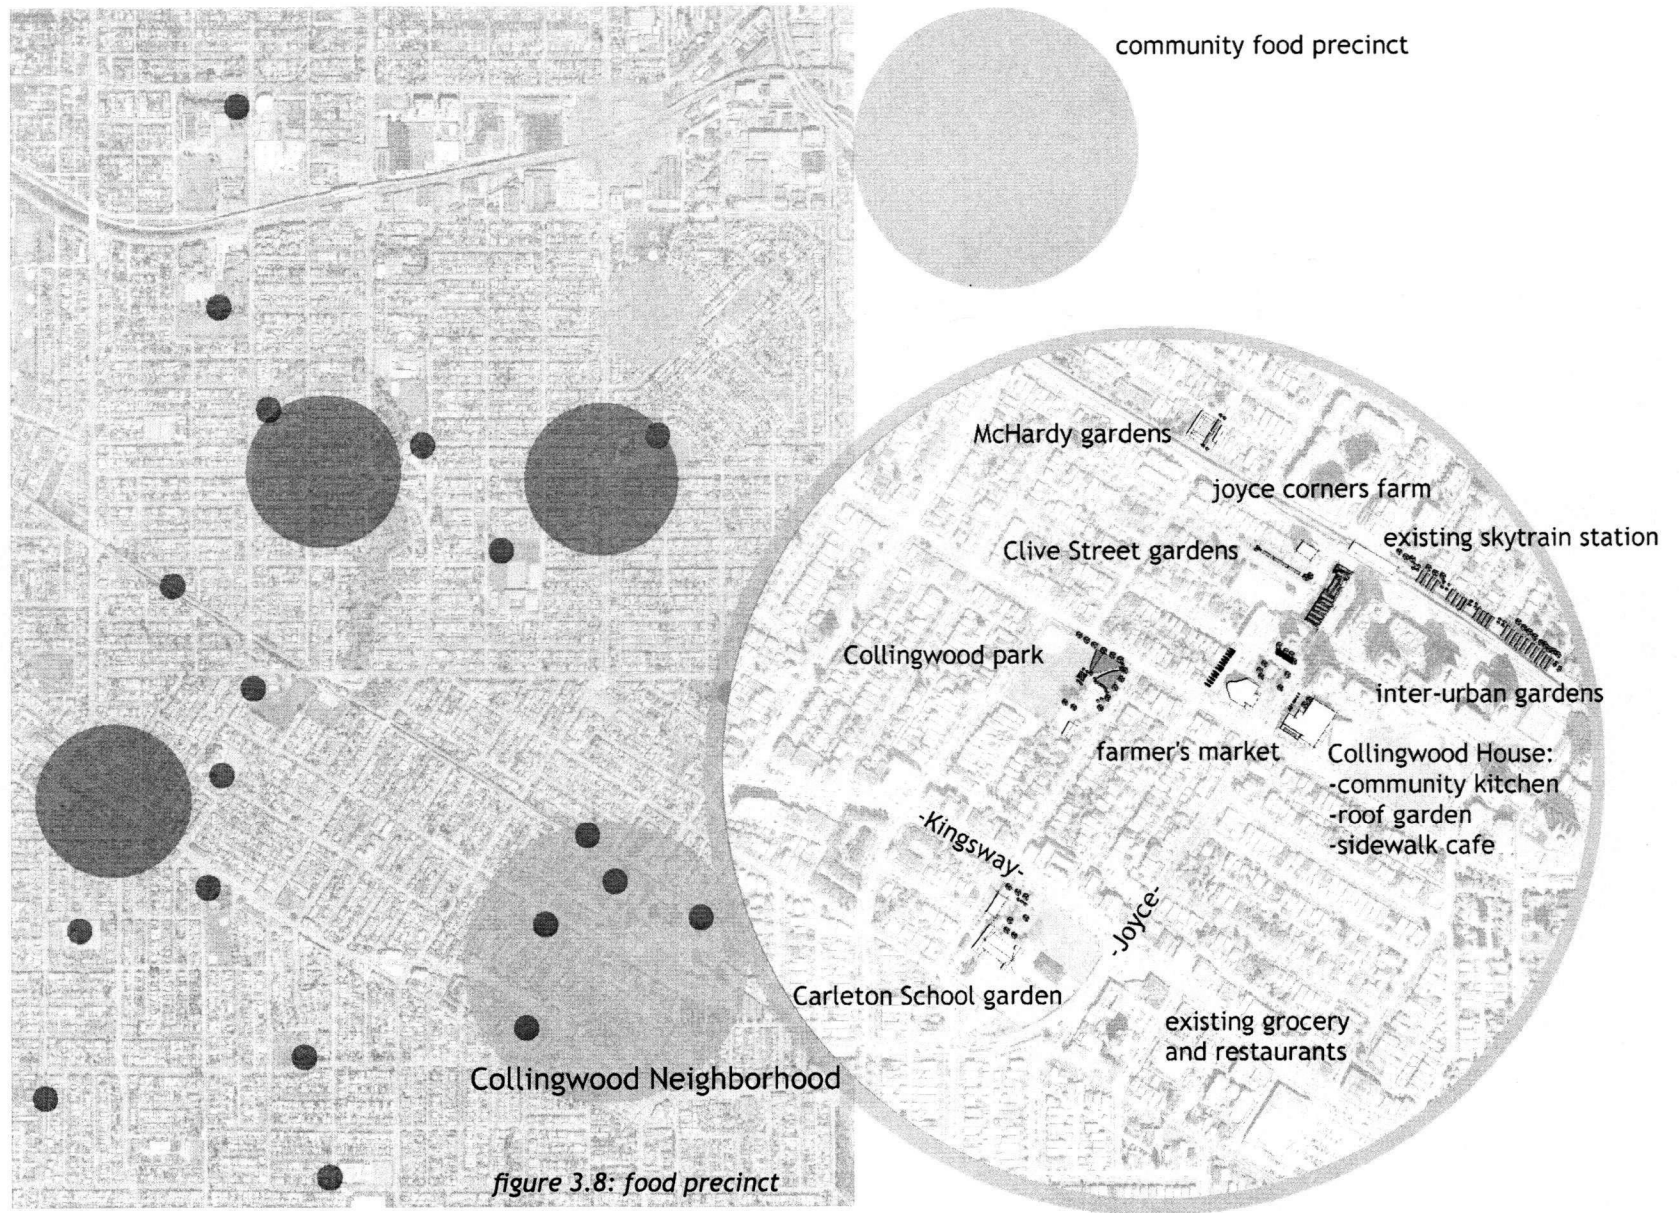 community food precinct
McHardy gardens
joyce corners farm
existing skytrain station
Clive Street gardens
Collingwood park
inter-urban gardens
farmer's market
Collingwood House:
-community kitchen
-roof garden
-sidewalk cafe
-Kingsway-
-Joyce-
Carleton School garden
existing grocery
and restaurants
Collingwood Neighborhood
figure 3.8: food precinct